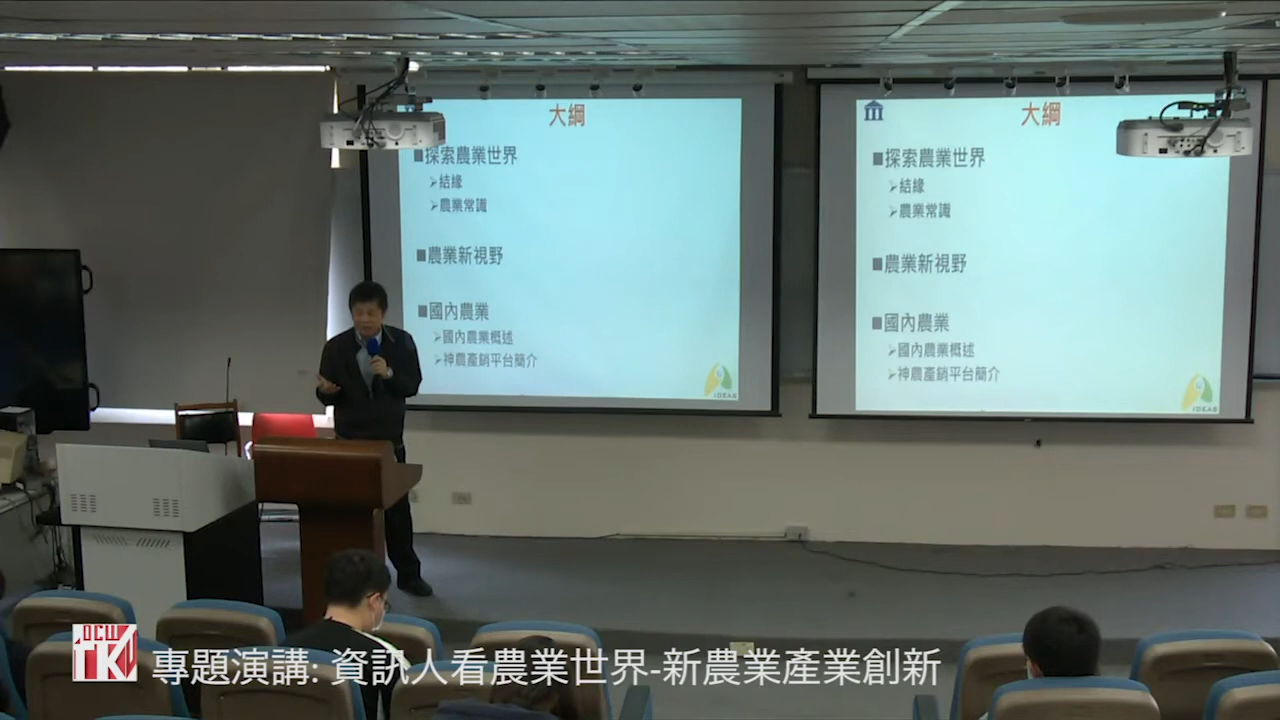 大綱
■探索農業世界
➢結緣
➢農業常識
■農業新視野
■國內農業
➢國內農業概述
➢神農產銷平台簡介
IDEAS
大綱
■探索農業世界
➢結緣
➢農業常識
■農業新視野
■國內農業
➢國內農業概述
➢神農產銷平台簡介
IDEAS
OCW
TKU
專題演講: 資訊人看農業世界-新農業產業創新